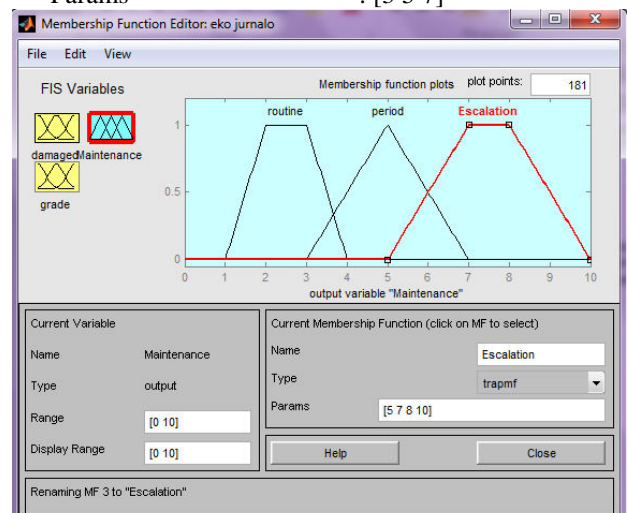 Params : [3 5 7]
Membership Function Editor: eko jurnalo
File Edit View
FIS Variables
Membership function plots plot points: 181
damaged Maintenance
grade
routine period Escalation
1
0.5
0
0 1 2 3 4 5 6 7 8 9 10
output variable "Maintenance"
Current Variable
Name Maintenance
Type output
Range [0 10]
Display Range [0 10]
Current Membership Function (click on MF to select)
Name Escalation
Type trapmf
Params [5 7 8 10]
Help Close
Renaming MF 3 to "Escalation"